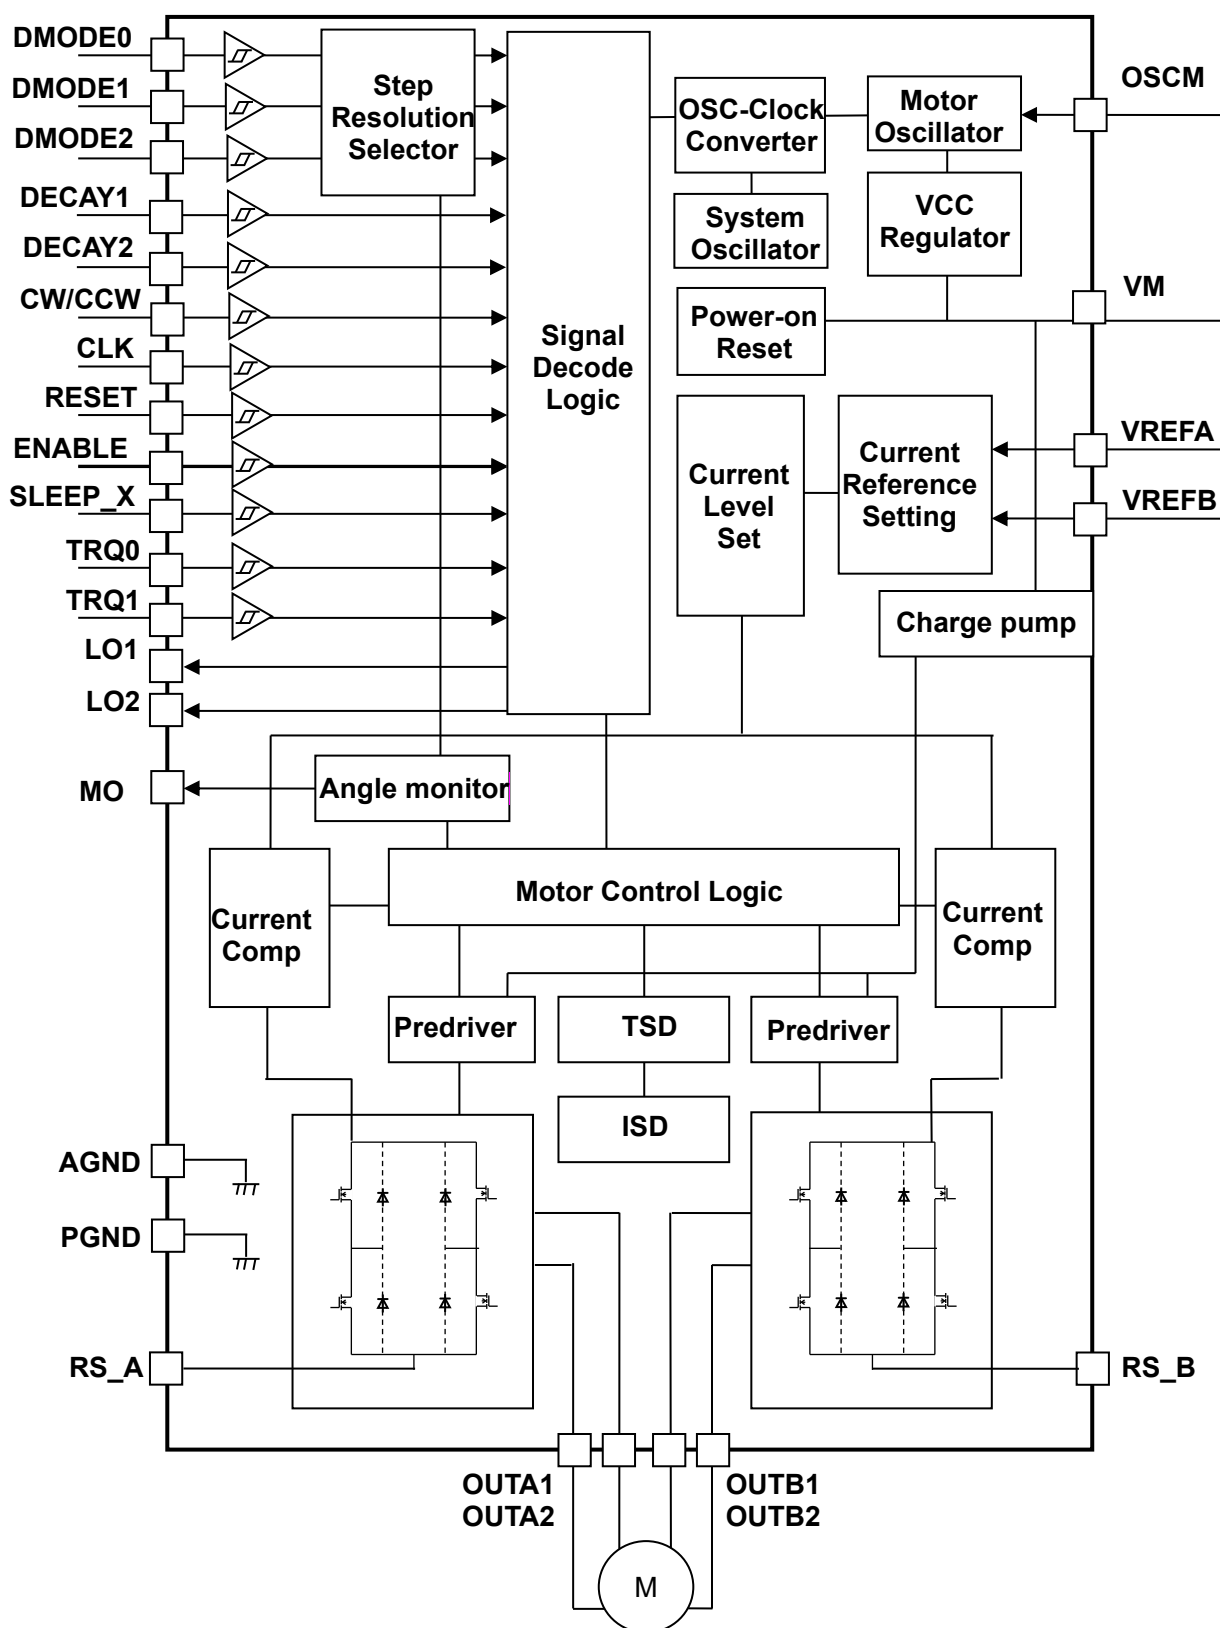 DMODE0
DMODE1
DMODE2
DECAY1
DECAY2
CW/CCW
CLK
RESET
ENABLE
SLEEP_X
TRQ0
TRQ1
LO1
LO2
MO
AGND
PGND
RS_A
Step
Resolution
Selector
Signal
Decode
Logic
OSC-Clock
Converter
Motor
Oscillator
System
Oscillator
VCC
Regulator
Power-on
Reset
Current
Level
Set
Current
Reference
Setting
Charge pump
OSCM
VM
VREFA
VREFB
Angle monitor
Motor Control Logic
Current
Comp
Current
Comp
Predriver
TSD
Predriver
ISD
RS_B
OUTA1
OUTA2
OUTB1
OUTB2
M